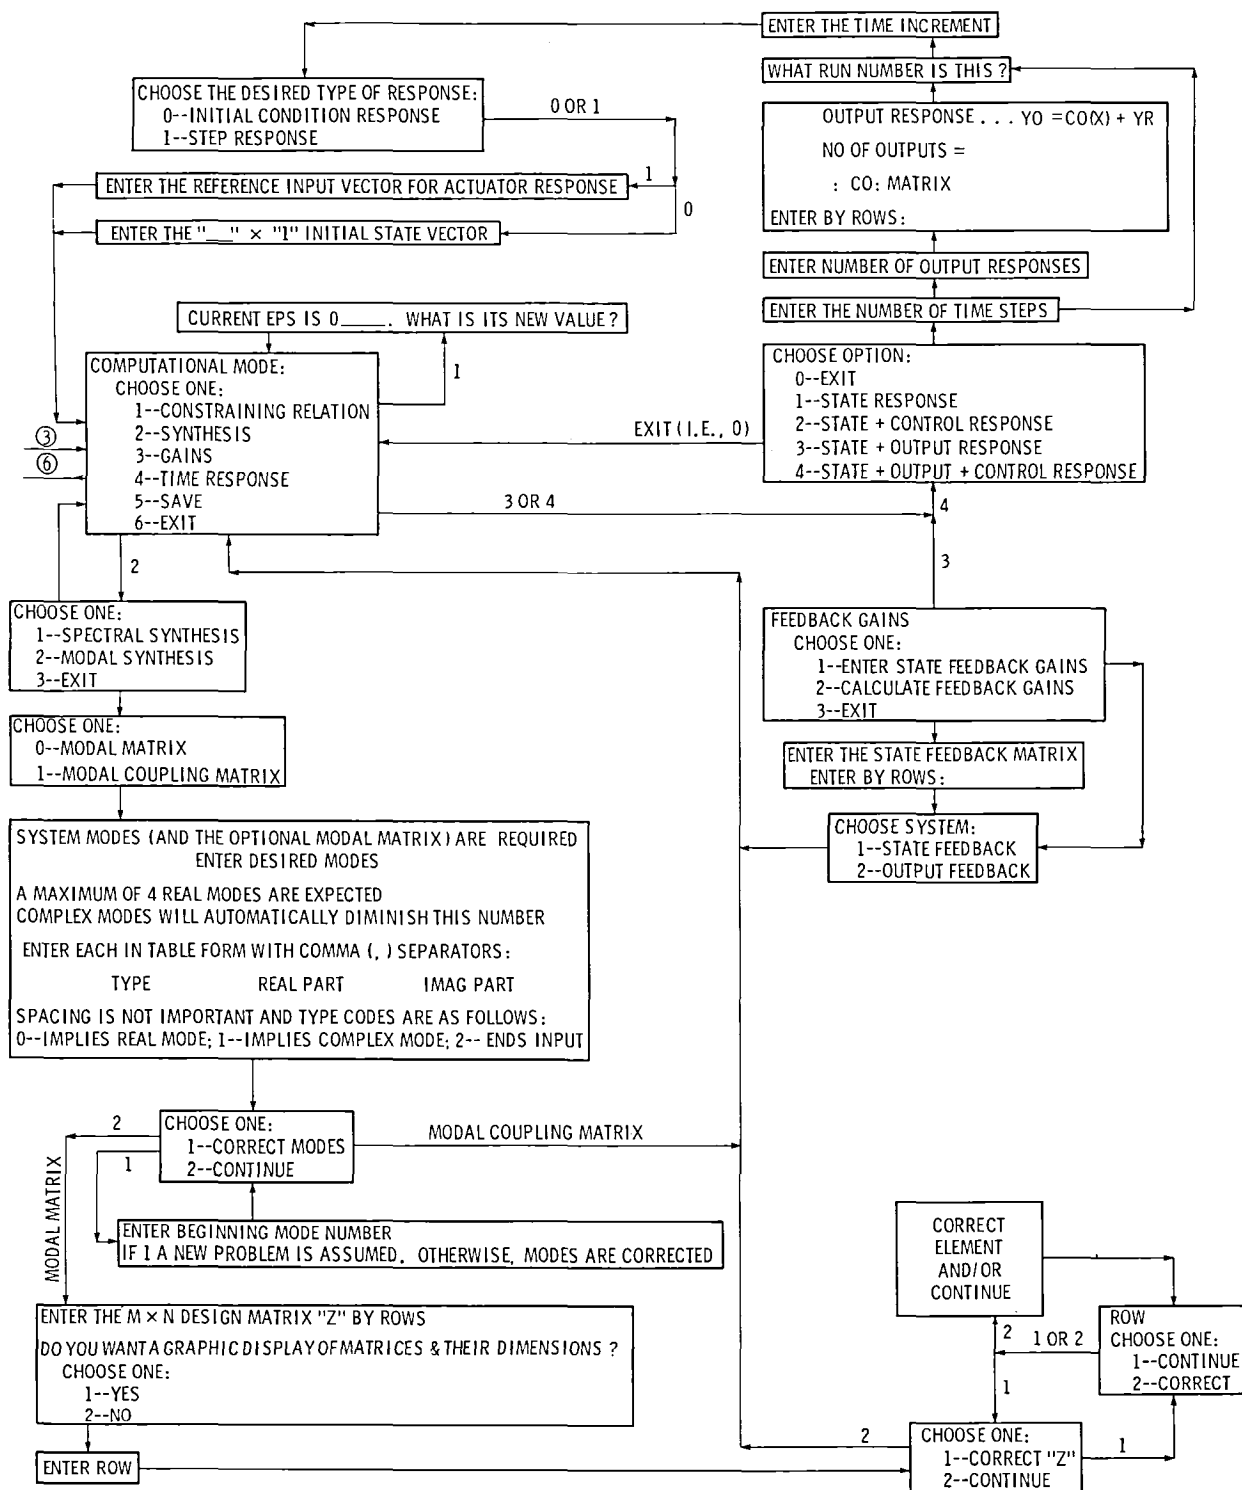 ENTER THE TIME INCREMENT
WHAT RUN NUMBER IS THIS ?
CHOOSE THE DESIRED TYPE OF RESPONSE:
0--INITIAL CONDITION RESPONSE
1--STEP RESPONSE
0 OR 1
OUTPUT RESPONSE . . . YO =CO(X) + YR
NO OF OUTPUTS =
: CO: MATRIX
ENTER BY ROWS:
ENTER THE REFERENCE INPUT VECTOR FOR ACTUATOR RESPONSE
1
0
ENTER THE "__" × "1" INITIAL STATE VECTOR
ENTER NUMBER OF OUTPUT RESPONSES
ENTER THE NUMBER OF TIME STEPS
CURRENT EPS IS 0____. WHAT IS ITS NEW VALUE ?
1
COMPUTATIONAL MODE:
CHOOSE ONE:
1--CONSTRAINING RELATION
2--SYNTHESIS
3--GAINS
4--TIME RESPONSE
5--SAVE
6--EXIT
③
⑥
CHOOSE OPTION:
0--EXIT
1--STATE RESPONSE
2--STATE + CONTROL RESPONSE
3--STATE + OUTPUT RESPONSE
4--STATE + OUTPUT + CONTROL RESPONSE
EXIT (I.E., 0)
3 OR 4
4
3
2
CHOOSE ONE:
1--SPECTRAL SYNTHESIS
2--MODAL SYNTHESIS
3--EXIT
FEEDBACK GAINS
CHOOSE ONE:
1--ENTER STATE FEEDBACK GAINS
2--CALCULATE FEEDBACK GAINS
3--EXIT
CHOOSE ONE:
0--MODAL MATRIX
1--MODAL COUPLING MATRIX
ENTER THE STATE FEEDBACK MATRIX
ENTER BY ROWS:
CHOOSE SYSTEM:
1--STATE FEEDBACK
2--OUTPUT FEEDBACK
SYSTEM MODES (AND THE OPTIONAL MODAL MATRIX) ARE REQUIRED
ENTER DESIRED MODES
A MAXIMUM OF 4 REAL MODES ARE EXPECTED
COMPLEX MODES WILL AUTOMATICALLY DIMINISH THIS NUMBER
ENTER EACH IN TABLE FORM WITH COMMA (, ) SEPARATORS:
TYPE REAL PART IMAG PART
SPACING IS NOT IMPORTANT AND TYPE CODES ARE AS FOLLOWS:
0--IMPLIES REAL MODE; 1--IMPLIES COMPLEX MODE; 2-- ENDS INPUT
2
1
CHOOSE ONE:
1--CORRECT MODES
2--CONTINUE
MODAL COUPLING MATRIX
MODAL MATRIX
ENTER BEGINNING MODE NUMBER
IF 1 A NEW PROBLEM IS ASSUMED. OTHERWISE, MODES ARE CORRECTED
CORRECT
ELEMENT
AND/OR
CONTINUE
ENTER THE M × N DESIGN MATRIX "Z" BY ROWS
DO YOU WANT A GRAPHIC DISPLAY OF MATRICES & THEIR DIMENSIONS ?
CHOOSE ONE:
1--YES
2--NO
2
1 OR 2
1
ROW
CHOOSE ONE:
1--CONTINUE
2--CORRECT
ENTER ROW
2
CHOOSE ONE:
1--CORRECT "Z"
2--CONTINUE
1